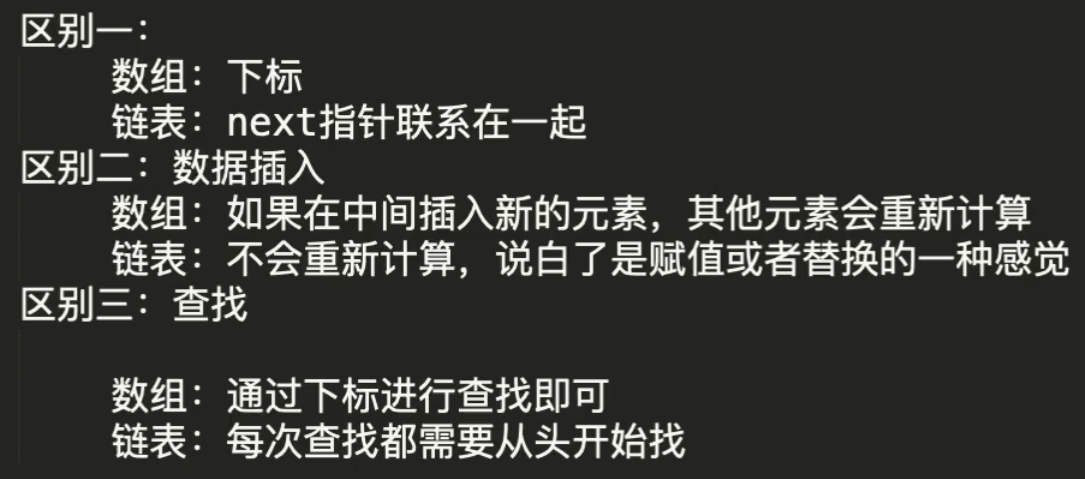 区别一：
数组：下标
链表：next指针联系在一起
区别二：数据插入
数组：如果在中间插入新的元素，其他元素会重新计算
链表：不会重新计算，说白了是赋值或者替换的一种感觉
区别三：查找
数组：通过下标进行查找即可
链表：每次查找都需要从头开始找